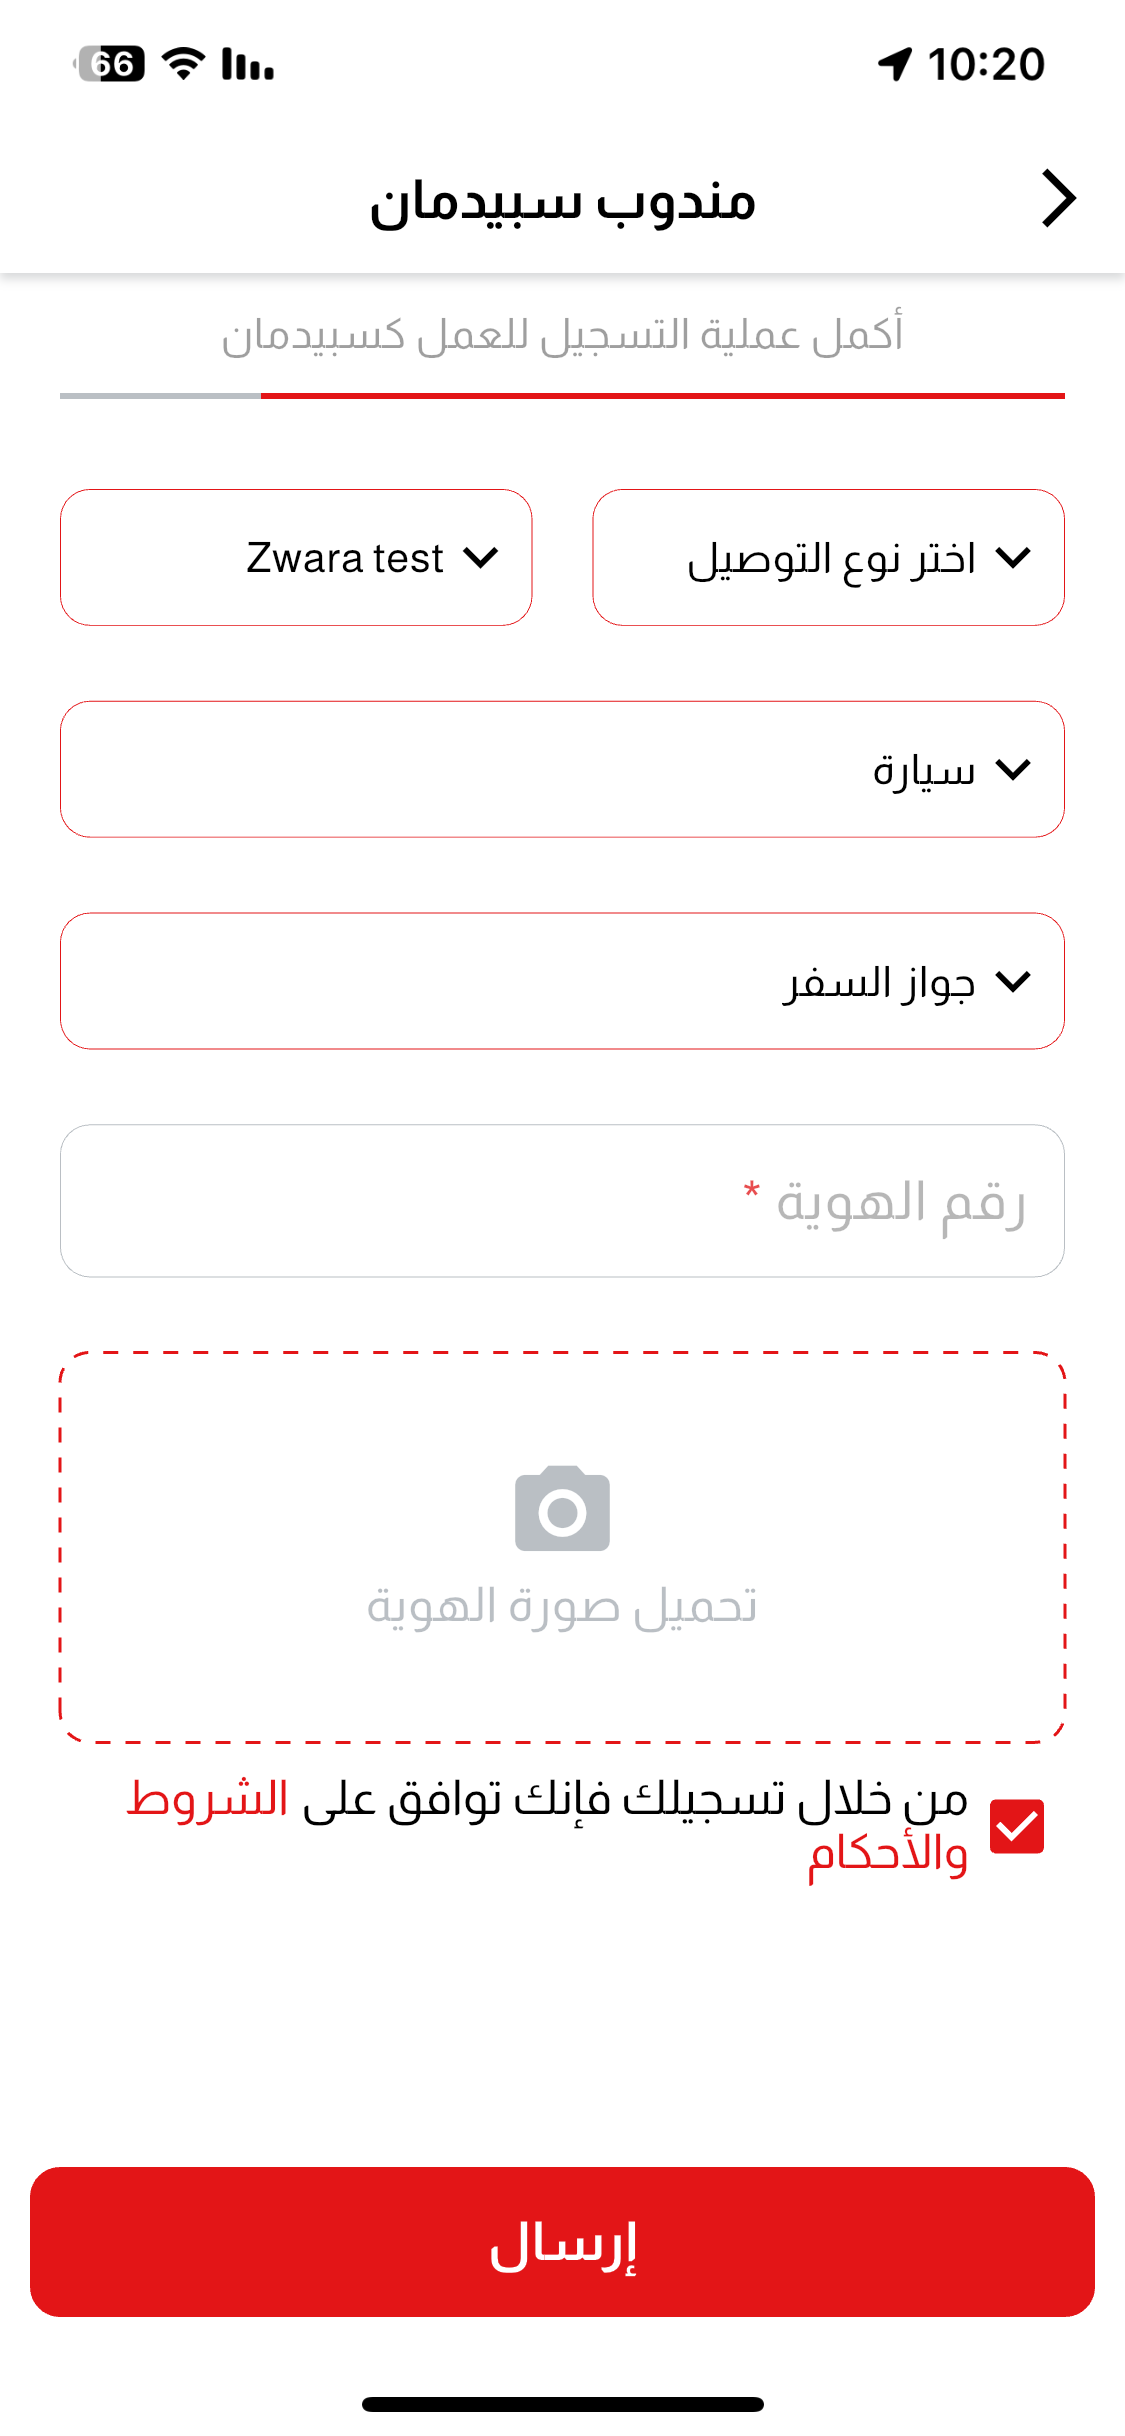 10:20
66
مندوب سبيدمان
أكمل عملية التسجيل للعمل كسبيدمان
اختر نوع التوصيل
Zwara test
سيارة
جواز السفر
رقم الهوية *
تحميل صورة الهوية
من خلال تسجيلك فإنك توافق على الشروط
والأحكام
إرسال